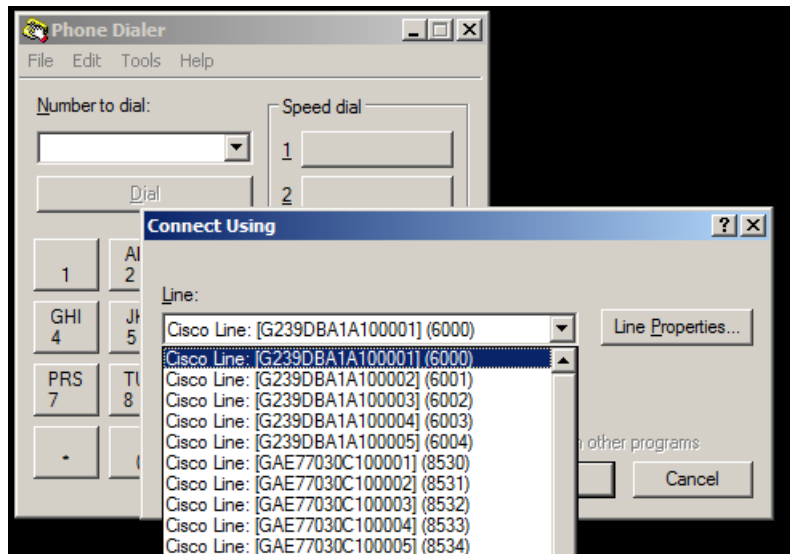 Phone Dialer
File Edit Tools Help
Number to dial:
Speed dial
1
Dial
2
Connect Using
1
2
Line:
GHI
4
5
Cisco Line: [G239DBA1A100001] (6000)
Line Properties...
Cisco Line: [G239DBA1A100001] (6000)
Cisco Line: [G239DBA1A100002] (6001)
PRS
7
8
Cisco Line: [G239DBA1A100003] (6002)
Cisco Line: [G239DBA1A100004] (6003)
Cisco Line: [G239DBA1A100005] (6004)
other programs
Cisco Line: [GAE77030C100001] (8530)
Cisco Line: [GAE77030C100002] (8531)
Cancel
Cisco Line: [GAE77030C100003] (8532)
Cisco Line: [GAE77030C100004] (8533)
Cisco Line: [GAE77030C100005] (8534)